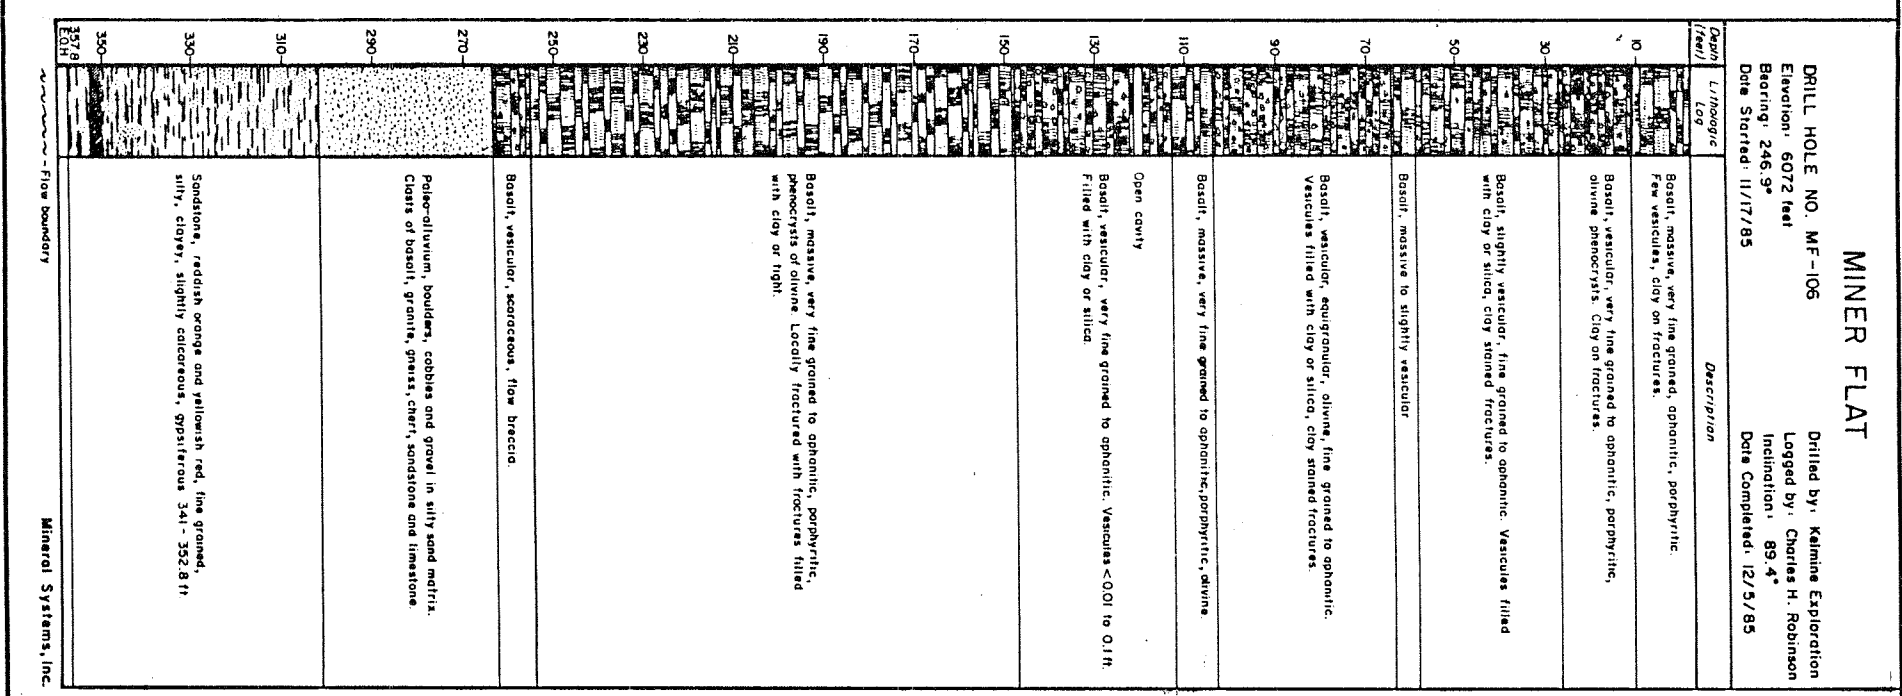 MINER FLAT
DRILL HOLE NO. MF-106
Drilled by: Kelmine Exploration
Elevation: 6072 feet
Logged by: Charles H. Robinson
Bearing: 246.9°
Inclination: 89.4°
Date Started: 11/17/85
Date Completed: 12/5/85
Depth (feet)
Lithologic Log
Description
10
Basalt, massive, very fine grained, aphanitic, porphyritic.
Few vesicules, clay on fractures.
Basalt, vesicular, very fine grained to aphanitic, porphyritic,
olivine phenocrysts. Clay on fractures.
30
Basalt, slightly vesicular, fine grained to aphanitic. Vesicules filled
with clay or silica, clay stained fractures.
50
Basalt, massive to slightly vesicular
70
Basalt, vesicular, equigranular, olivine, fine grained to aphanitic.
Vesicules filled with clay or silica, clay stained fractures.
90
Basalt, massive, very fine grained to aphanitic, porphyritic, olivine.
110
Open cavity
Basalt, vesicular, very fine grained to aphanitic. Vesicules <0.01 to 0.1 ft.
Filled with clay or silica.
130
150
Basalt, massive, very fine grained to aphanitic, porphyritic,
phenocrysts of olivine. Locally fractured with fractures filled
with clay or tight.
170
190
210
230
250
Basalt, vesicular, scoraceous, flow breccia.
270
Paleo-alluvium, boulders, cobbles and gravel in silty sand matrix.
Clasts of basalt, granite, gneiss, chert, sandstone and limestone.
290
310
Sandstone, reddish orange and yellowish red, fine grained,
silty, clayey, slightly calcareous, gypsiferous 341-352.8 ft.
330
350
357.8
E.O.H.
Flow boundary
Mineral Systems, Inc.